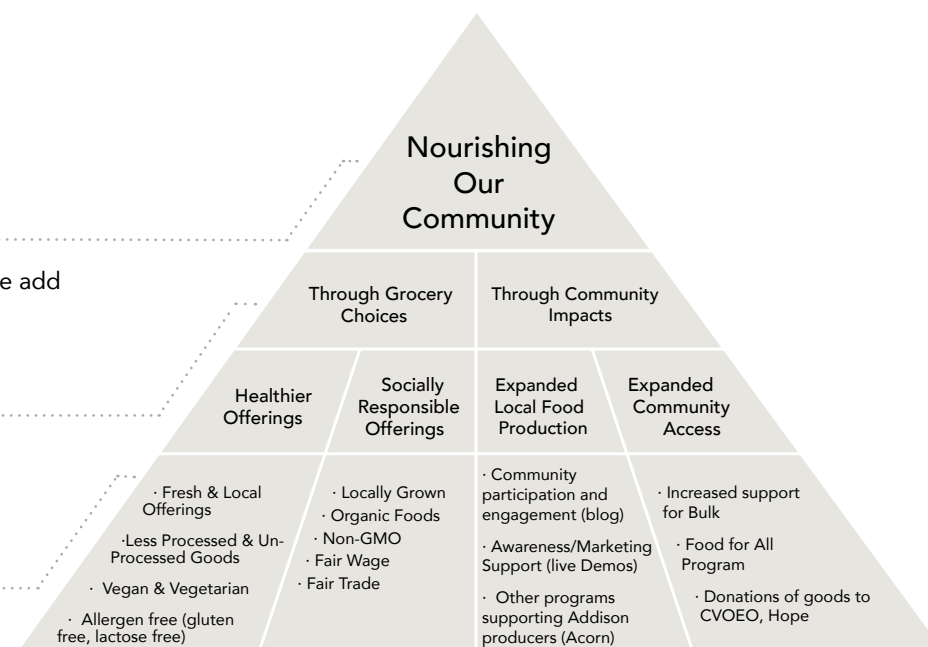 Nourishing
Our
Community
e add
Through Grocery
Choices
Through Community
Impacts
Healthier
Offerings
Socially
Responsible
Offerings
Expanded
Local Food
Production
Expanded
Community
Access
· Fresh & Local
Offerings
·Less Processed & Un-
Processed Goods
· Vegan & Vegetarian
· Allergen free (gluten
free, lactose free)
· Locally Grown
· Organic Foods
· Non-GMO
· Fair Wage
· Fair Trade
· Community
participation and
engagement (blog)
· Awareness/Marketing
Support (live Demos)
· Other programs
supporting Addison
producers (Acorn)
· Increased support
for Bulk
· Food for All
Program
· Donations of goods to
CVOEO, Hope